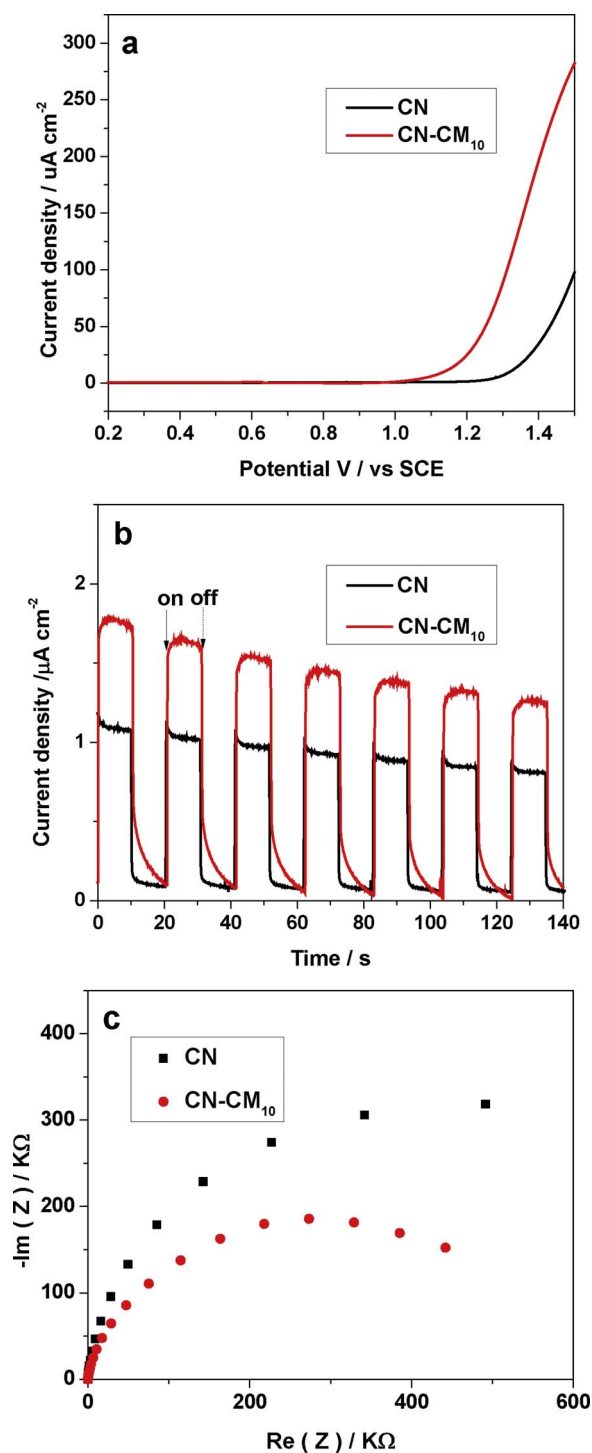 a
300
250
200
150
100
50
0
Current density / uA cm⁻²
CN
CN-CM₁₀
0.2 0.4 0.6 0.8 1.0 1.2 1.4
Potential V / vs SCE
b
2
1
0
Current density /μA cm⁻²
on off
CN
CN-CM₁₀
0 20 40 60 80 100 120 140
Time / s
c
400
300
200
100
0
-Im ( Z ) / KΩ
CN
CN-CM₁₀
0 200 400 600
Re ( Z ) / KΩ